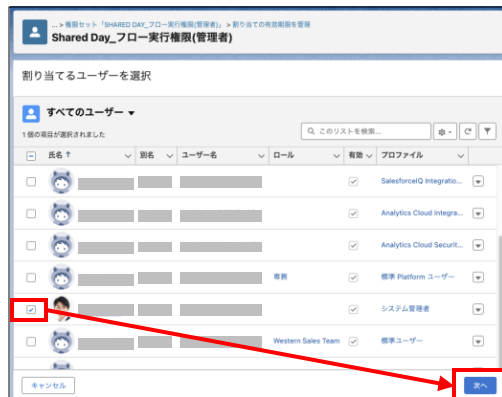 ... > 権限セット「SHARED DAY_フロー実行権限(管理者)」 > 割り当ての有効期限を管理
Shared Day_フロー実行権限(管理者)
割り当てるユーザーを選択
すべてのユーザー
1 個の項目が選択されました
このリストを検索...
氏名 ↑ 別名 ユーザー名 ロール 有効 プロファイル
SalesforceIQ Integratio...
Analytics Cloud Integra...
Analytics Cloud Securit...
専務 標準 Platform ユーザー
システム管理者
Western Sales Team 標準ユーザー
キャンセル 次へ